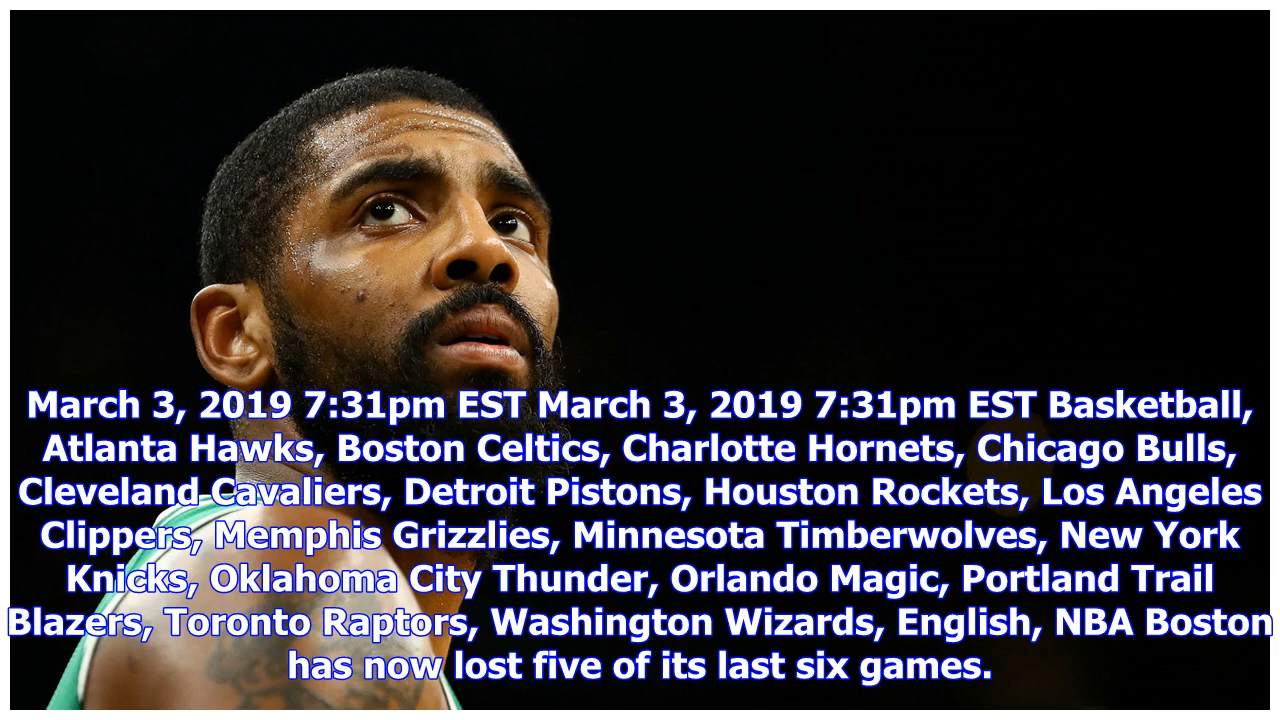 March 3, 2019 7:31pm EST March 3, 2019 7:31pm EST Basketball,
Atlanta Hawks, Boston Celtics, Charlotte Hornets, Chicago Bulls,
Cleveland Cavaliers, Detroit Pistons, Houston Rockets, Los Angeles
Clippers, Memphis Grizzlies, Minnesota Timberwolves, New York
Knicks, Oklahoma City Thunder, Orlando Magic, Portland Trail
Blazers, Toronto Raptors, Washington Wizards, English, NBA Boston
has now lost five of its last six games.